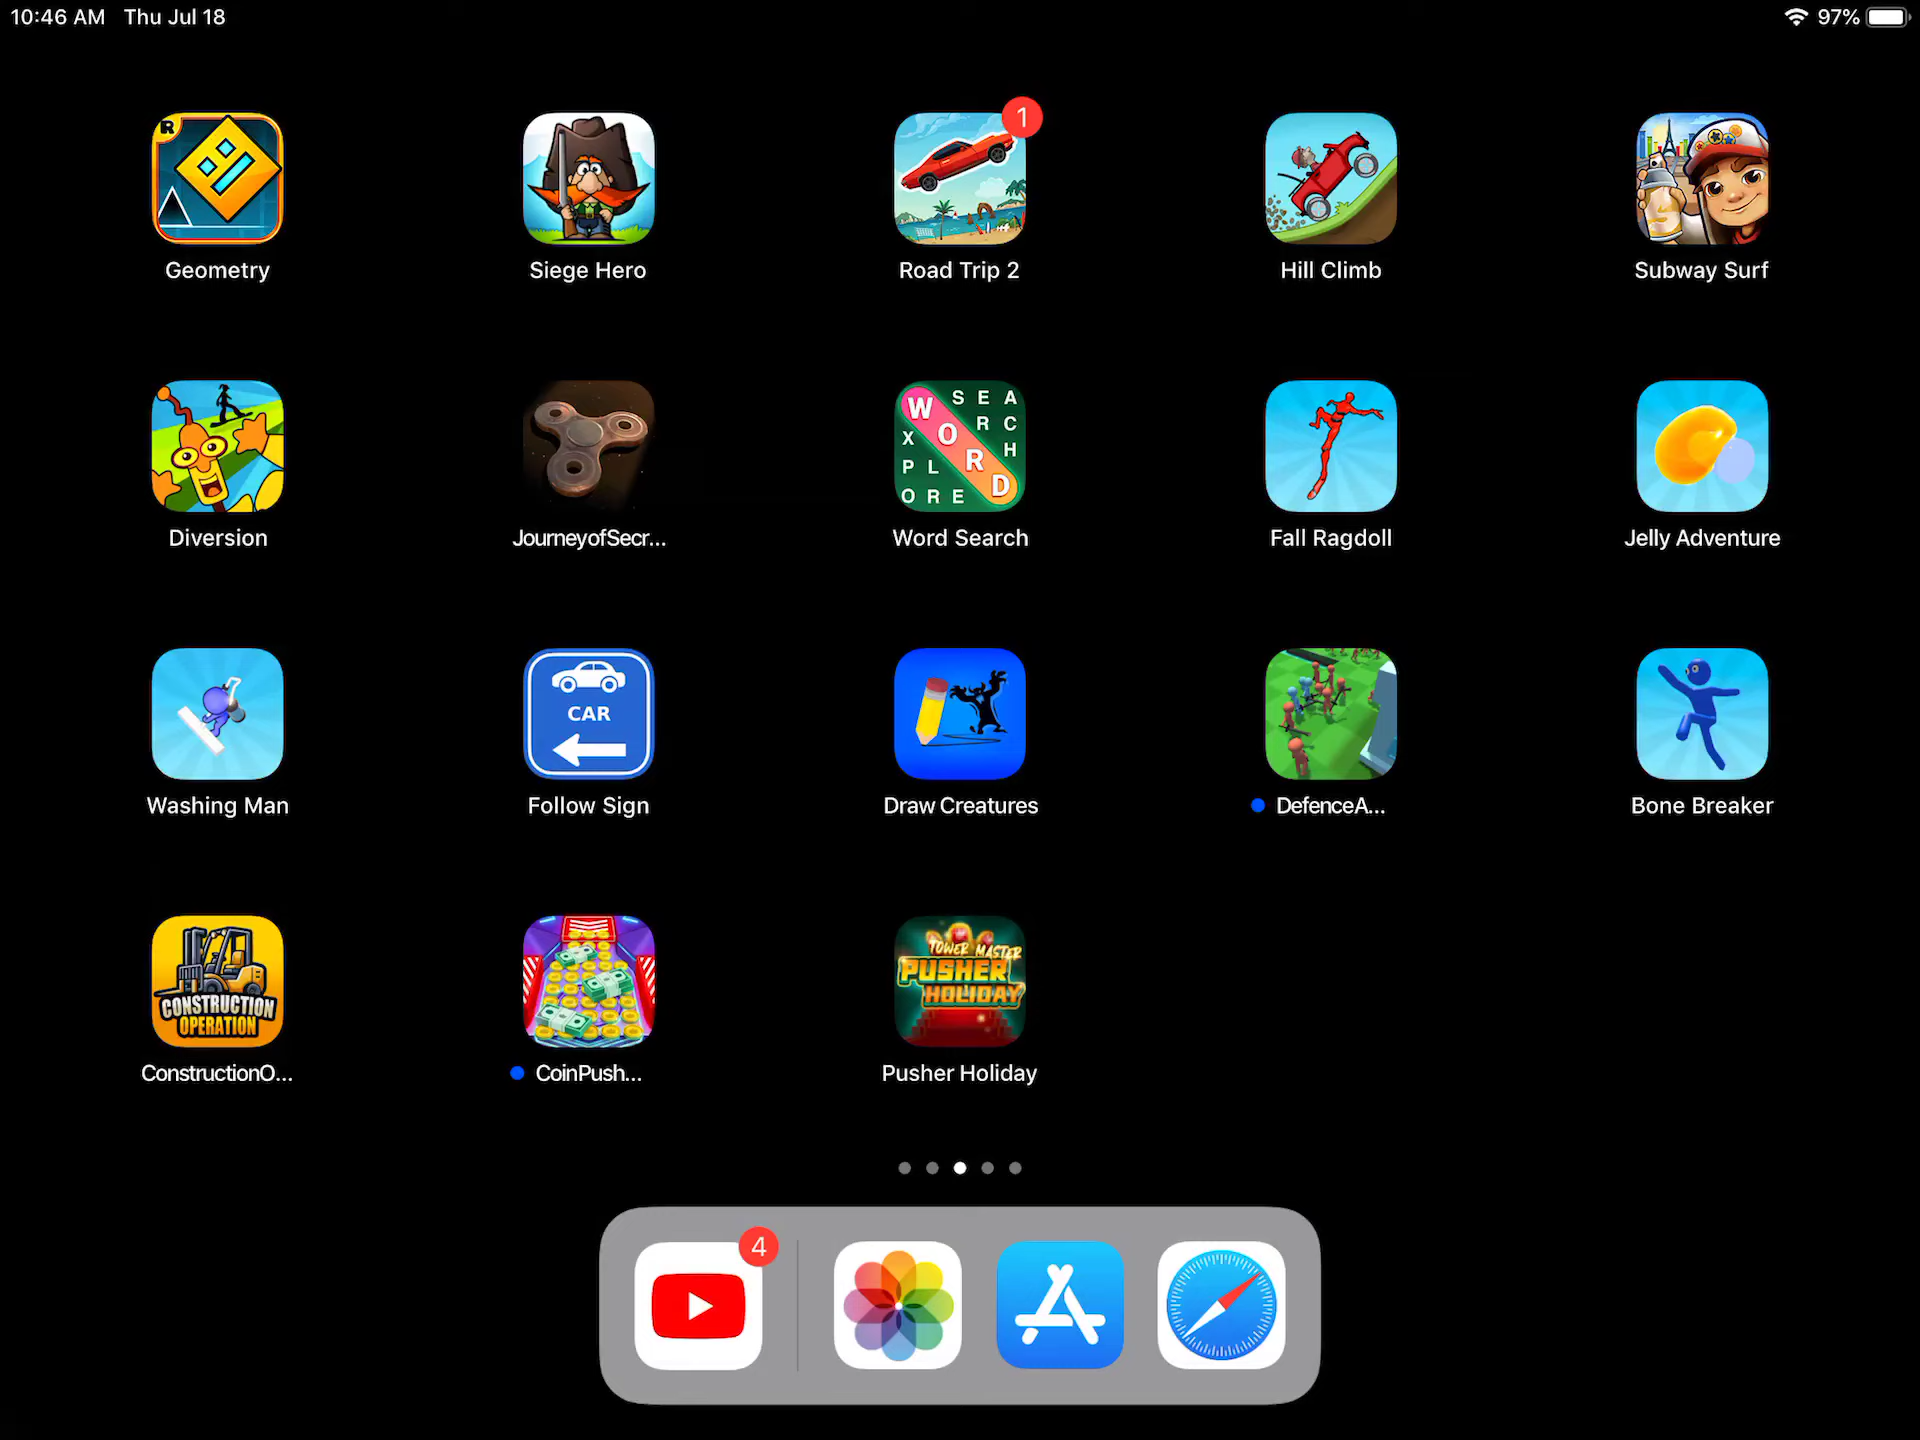 10:46 AM Thu Jul 18
97%
R
1
Geometry
Siege Hero
Road Trip 2
Hill Climb
Subway Surf
W S E A
X O R C
P L R H
O R E D
Diversion
JourneyofSecr...
Word Search
Fall Ragdoll
Jelly Adventure
CAR
Washing Man
Follow Sign
Draw Creatures
DefenceA...
Bone Breaker
CONSTRUCTION
OPERATION
TOWER MASTER
PUSHER
HOLIDAY
ConstructionO...
CoinPush...
Pusher Holiday
4